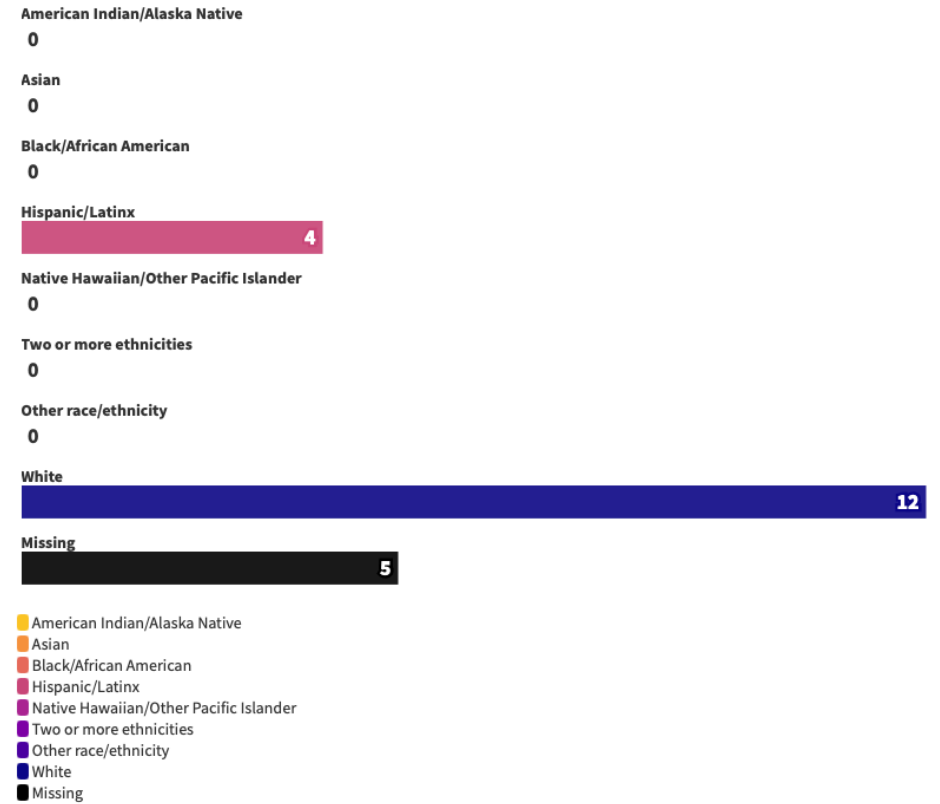 American Indian/Alaska Native
0
Asian
0
Black/African American
0
Hispanic/Latinx
4
Native Hawaiian/Other Pacific Islander
0
Two or more ethnicities
0
Other race/ethnicity
0
White
12
Missing
5
American Indian/Alaska Native
Asian
Black/African American
Hispanic/Latinx
Native Hawaiian/Other Pacific Islander
Two or more ethnicities
Other race/ethnicity
White
Missing